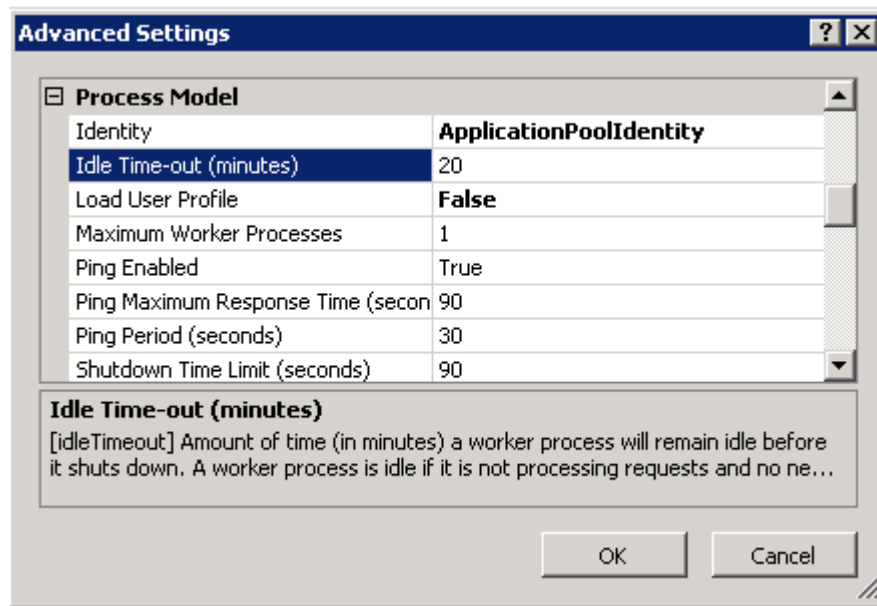 Advanced Settings
Process Model
Identity ApplicationPoolIdentity
Idle Time-out (minutes) 20
Load User Profile False
Maximum Worker Processes 1
Ping Enabled True
Ping Maximum Response Time (secon 90
Ping Period (seconds) 30
Shutdown Time Limit (seconds) 90
Idle Time-out (minutes)
[idleTimeout] Amount of time (in minutes) a worker process will remain idle before
it shuts down. A worker process is idle if it is not processing requests and no ne...
OK Cancel